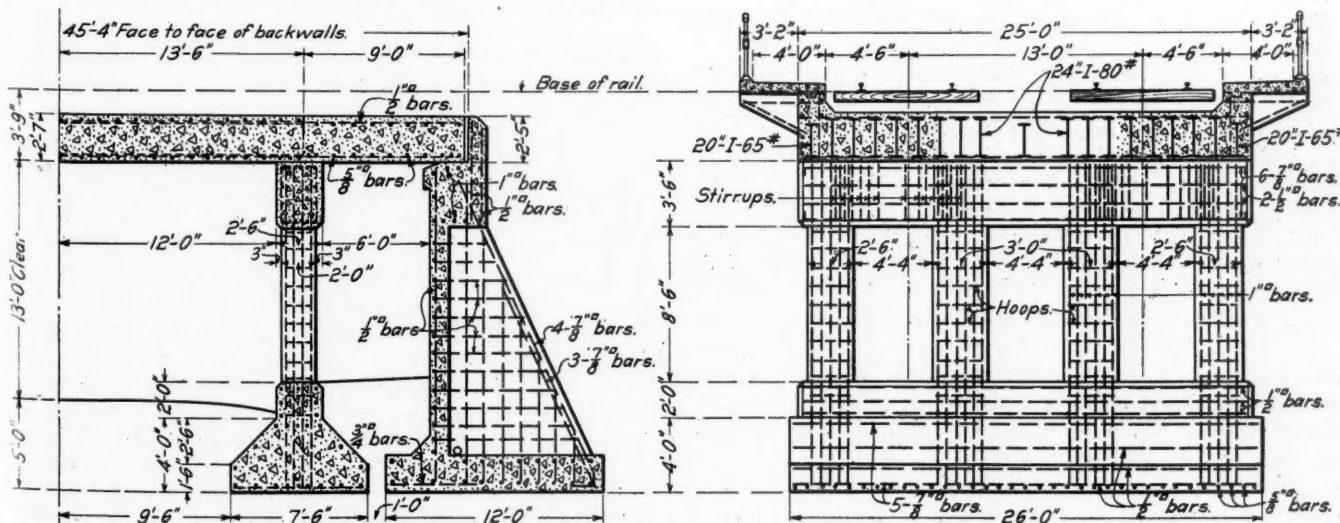 45'-4" Face to face of backwalls.
13'-6" 9'-0"
Base of rail.
1/2"□ bars.
3'-9"
2'-7"
2'-5"
5/8"□ bars.
1"□ bars.
1/2"□ bars.
12'-0"
2'-6"
3" 3"
6'-0"
2'-0"
13'-0" Clear
1/2"□ bars
4-7/8"□ bars.
3-7/8"□ bars.
2'-0"
5'-0"
4'-0"
1'-6" 2'-6"
3/4"□ bars.
9'-6" 7'-6" 1'-0" 12'-0"
3'-2" 25'-0" 3'-2
4'-0" 4'-6" 13'-0" 4'-6" 4'-0"
24"-I-80#
20"-I-65# 20"-I-65#
6-7/8"□ bars.
2-1/2"□ bars.
Stirrups.
3'-6"
2'-6" 3'-0" 2'-6"
4'-4" 4'-4" 4'-4"
8'-6"
1"□ bars.
Hoops.
2'-0"
1/2"□ bars.
4'-0"
5-7/8"□ bars. 1/2"□ bars. 5/8"□ bars.
26'-0"